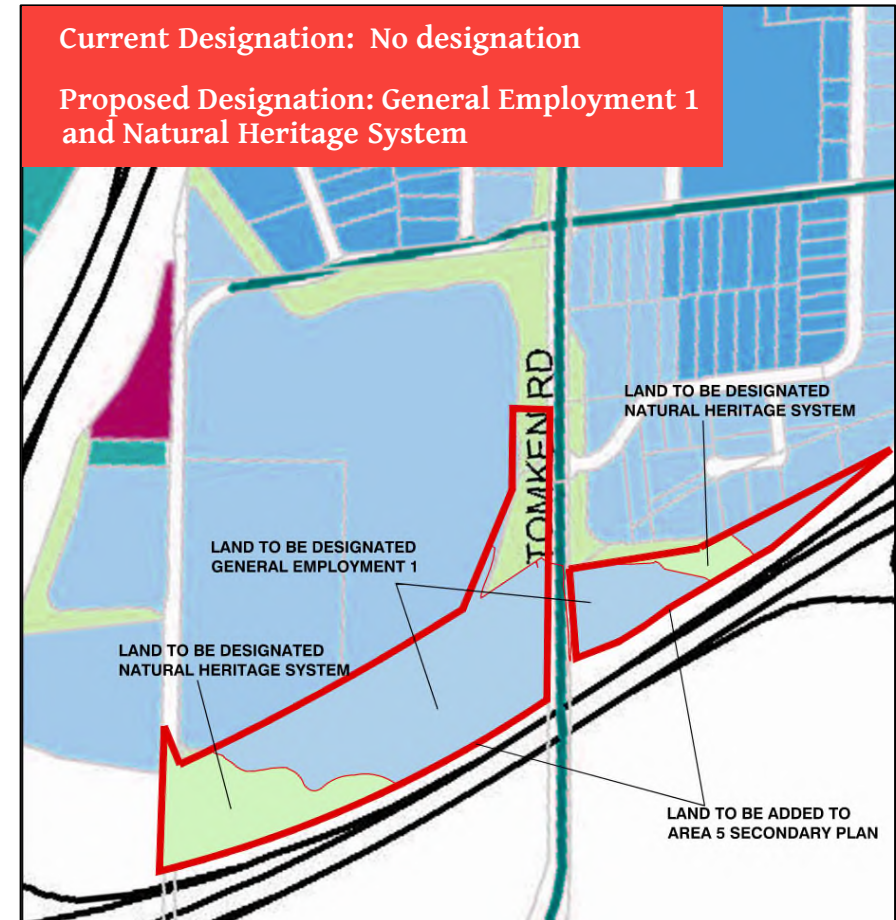 Current Designation: No designation
Proposed Designation: General Employment 1
and Natural Heritage System
TOMKEN RD
LAND TO BE DESIGNATED
NATURAL HERITAGE SYSTEM
LAND TO BE DESIGNATED
GENERAL EMPLOYMENT 1
LAND TO BE DESIGNATED
NATURAL HERITAGE SYSTEM
LAND TO BE ADDED TO
AREA 5 SECONDARY PLAN